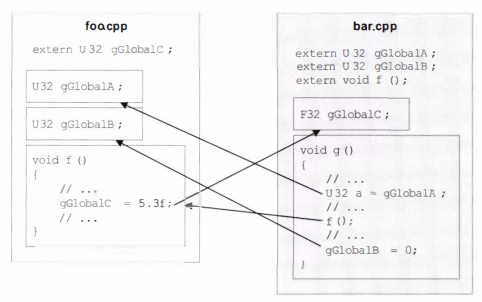 foo.cpp
extern U32 gGlobalC;
U32 gGlobalA;
U32 gGlobalB;
void f()
{
// ...
gGlobalC = 5.3f;
// ...
}
bar.cpp
extern U32 gGlobalA;
extern U32 gGlobalB;
extern void f();
F32 gGlobalC;
void g()
{
// ...
U32 a = gGlobalA;
// ...
f();
// ...
gGlobalB = 0;
}